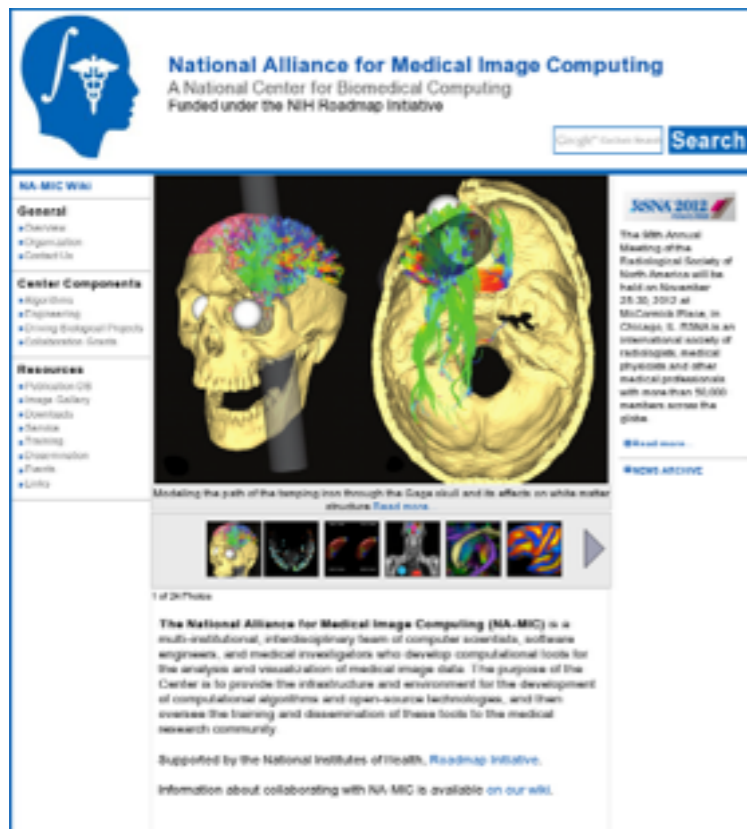 National Alliance for Medical Image Computing
A National Center for Biomedical Computing
Funded under the NIH Roadmap Initiative
Search
NA-MIC Wiki
General
Overview
Organization
Contact Us
Center Components
Algorithms
Engineering
Driving Biological Projects
Collaboration Grants
Resources
Publication DB
Image Gallery
Downloads
Service
Training
Dissemination
Events
Links
Modeling the path of the tamping iron through the Gage skull and its effects on white matter
structure Read more...
1 of 24 Photos
RSNA 2012
The 98th Annual
Meeting of the
Radiological Society of
North America will be
held on November
25-30, 2012 at
McCormick Place, in
Chicago, IL. RSNA is an
international society of
radiologists, medical
physicists and other
medical professionals
with more than 50,000
members across the
globe.
Read more...
NEWS ARCHIVE
The National Alliance for Medical Image Computing (NA-MIC) is a
multi-institutional, interdisciplinary team of computer scientists, software
engineers, and medical investigators who develop computational tools for
the analysis and visualization of medical image data. The purpose of the
Center is to provide the infrastructure and environment for the development
of computational algorithms and open-source technologies, and then
oversee the training and dissemination of these tools to the medical
research community.
Supported by the National Institutes of Health, Roadmap Initiative.
Information about collaborating with NA-MIC is available on our wiki.